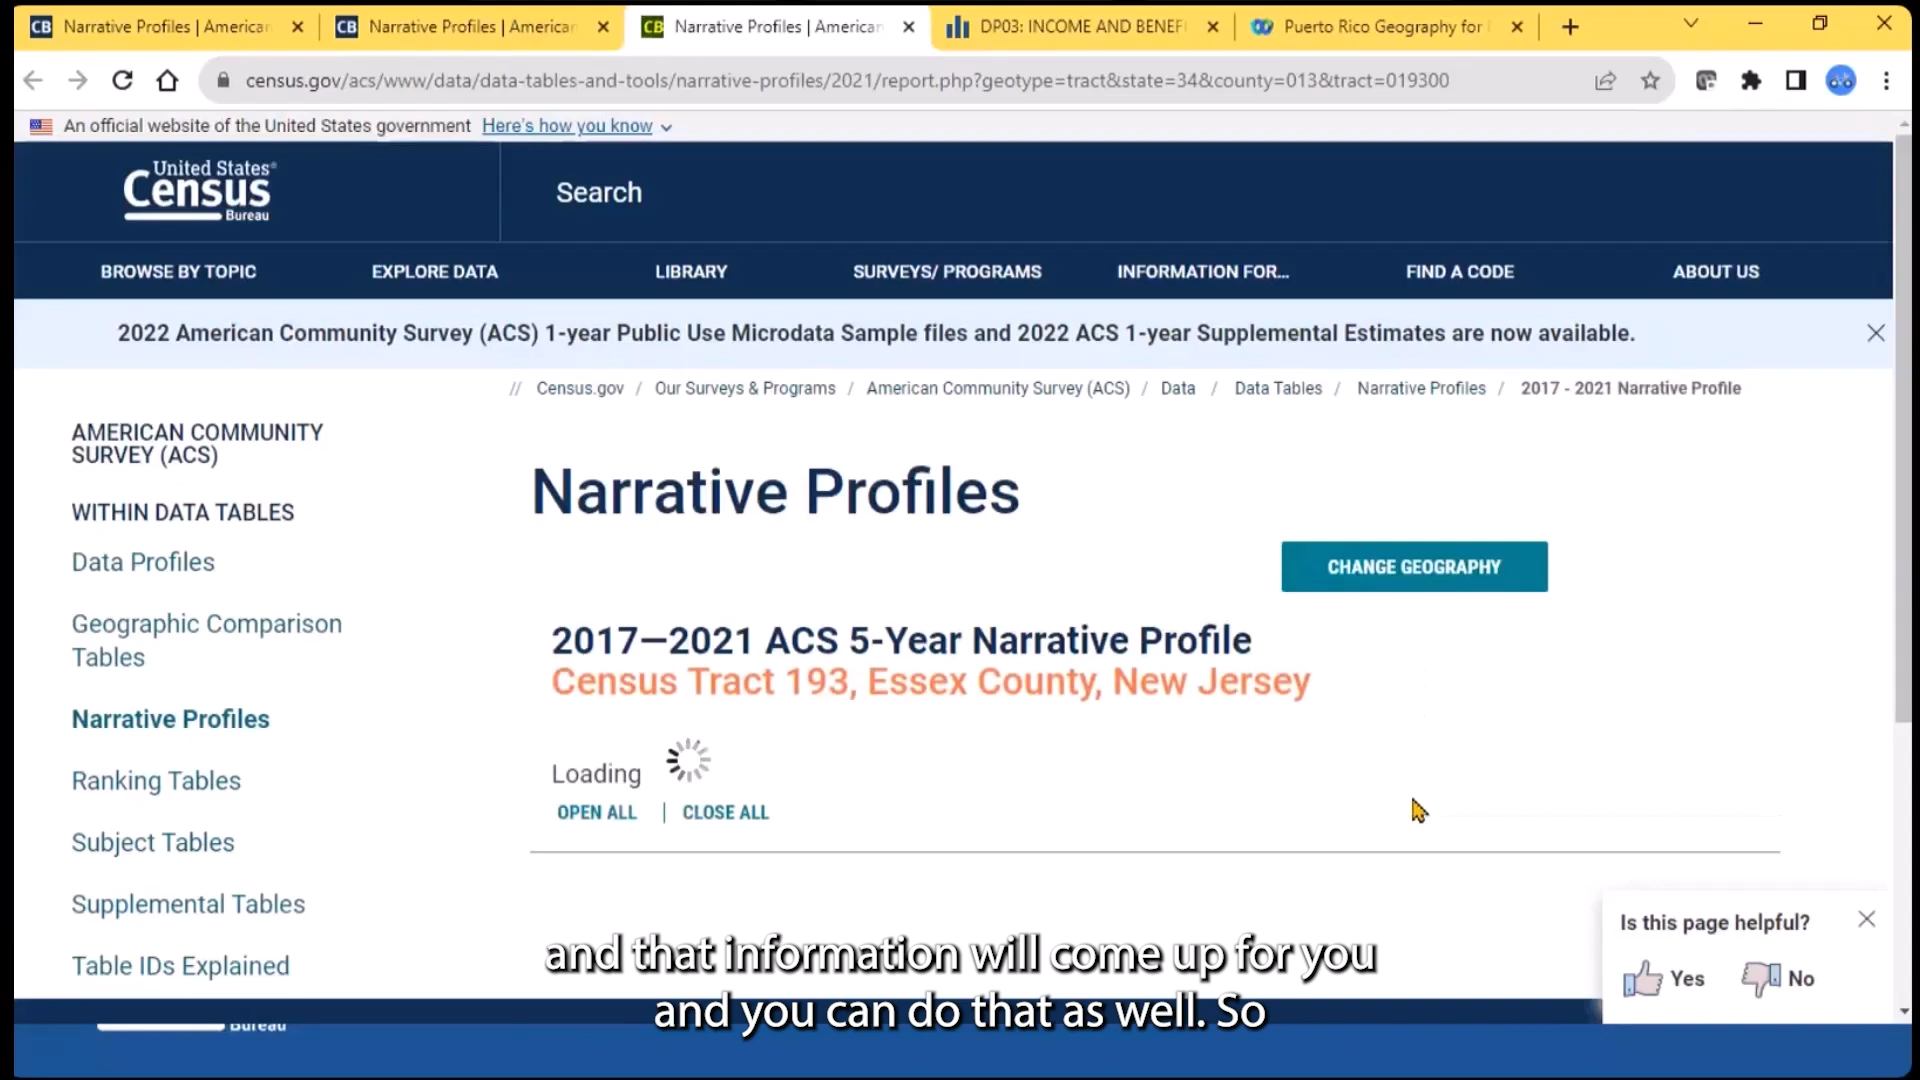 CB Narrative Profiles | American
CB Narrative Profiles | American
CB Narrative Profiles | American
DP03: INCOME AND BENEFI
Puerto Rico Geography for
census.gov/acs/www/data/data-tables-and-tools/narrative-profiles/2021/report.php?geotype=tract&state=34&county=013&tract=019300
An official website of the United States government Here's how you know
United States®
Census
Bureau
Search
BROWSE BY TOPIC EXPLORE DATA LIBRARY SURVEYS/ PROGRAMS INFORMATION FOR... FIND A CODE ABOUT US
2022 American Community Survey (ACS) 1-year Public Use Microdata Sample files and 2022 ACS 1-year Supplemental Estimates are now available.
// Census.gov / Our Surveys & Programs / American Community Survey (ACS) / Data / Data Tables / Narrative Profiles / 2017 - 2021 Narrative Profile
AMERICAN COMMUNITY
SURVEY (ACS)
WITHIN DATA TABLES
Data Profiles
Geographic Comparison
Tables
Narrative Profiles
Ranking Tables
Subject Tables
Supplemental Tables
Table IDs Explained
Narrative Profiles
CHANGE GEOGRAPHY
2017—2021 ACS 5-Year Narrative Profile
Census Tract 193, Essex County, New Jersey
Loading
OPEN ALL | CLOSE ALL
Is this page helpful?
Yes No
and that information will come up for you
and you can do that as well. So
Bureau